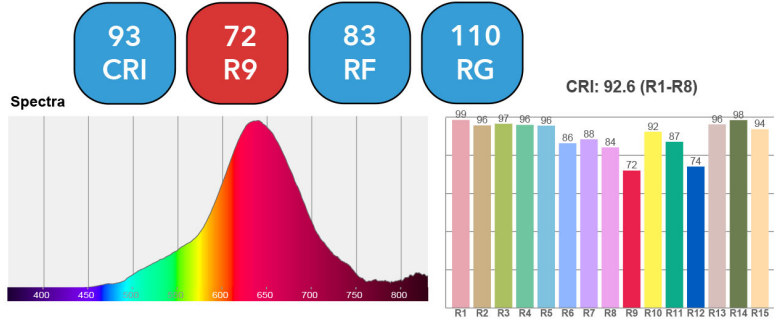 93
CRI
72
R9
83
RF
110
RG
Spectra
400 450 500 550 600 650 700 750 800
CRI: 92.6 (R1-R8)
99 96 97 96 96 86 88 84 72 92 87 74 96 98 94
R1 R2 R3 R4 R5 R6 R7 R8 R9 R10 R11 R12 R13 R14 R15